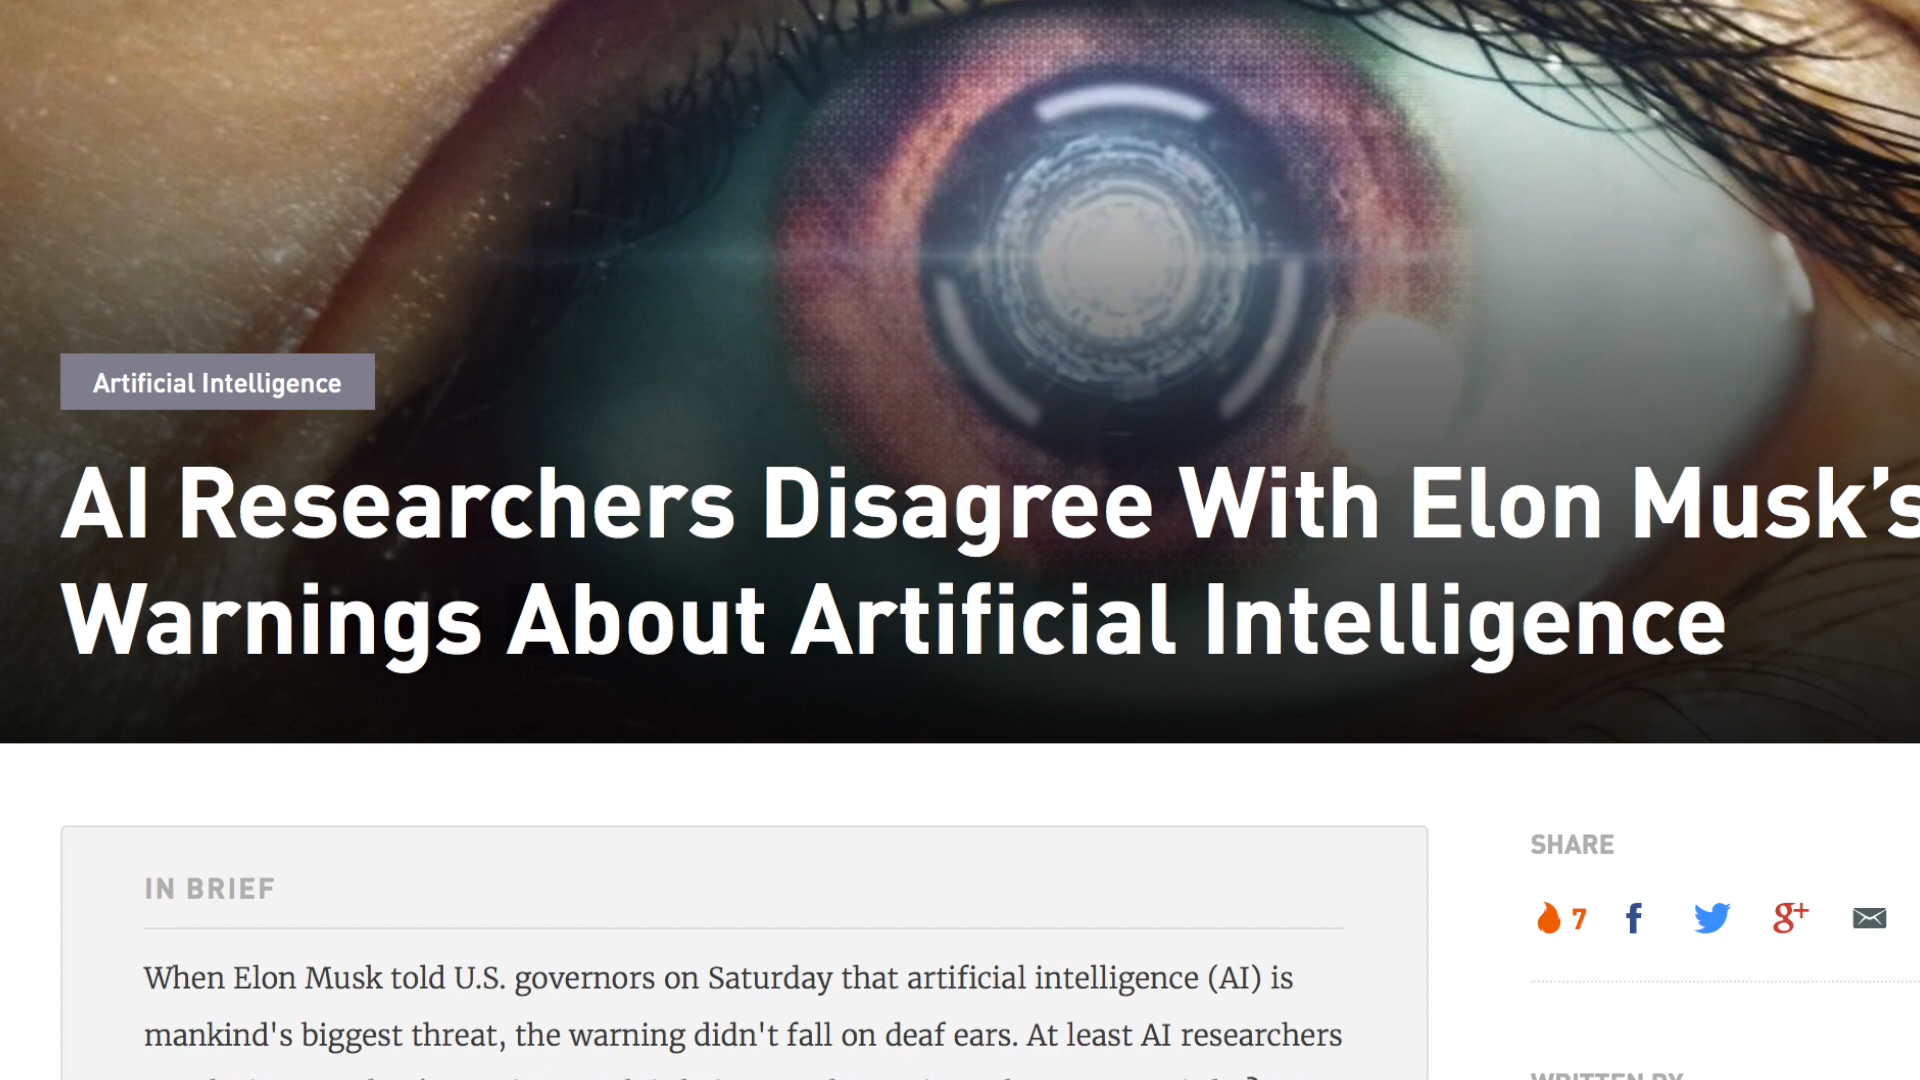 Artificial Intelligence
AI Researchers Disagree With Elon Musk’s
Warnings About Artificial Intelligence
IN BRIEF
When Elon Musk told U.S. governors on Saturday that artificial intelligence (AI) is
mankind's biggest threat, the warning didn't fall on deaf ears. At least AI researchers
SHARE
7
WRITTEN BY